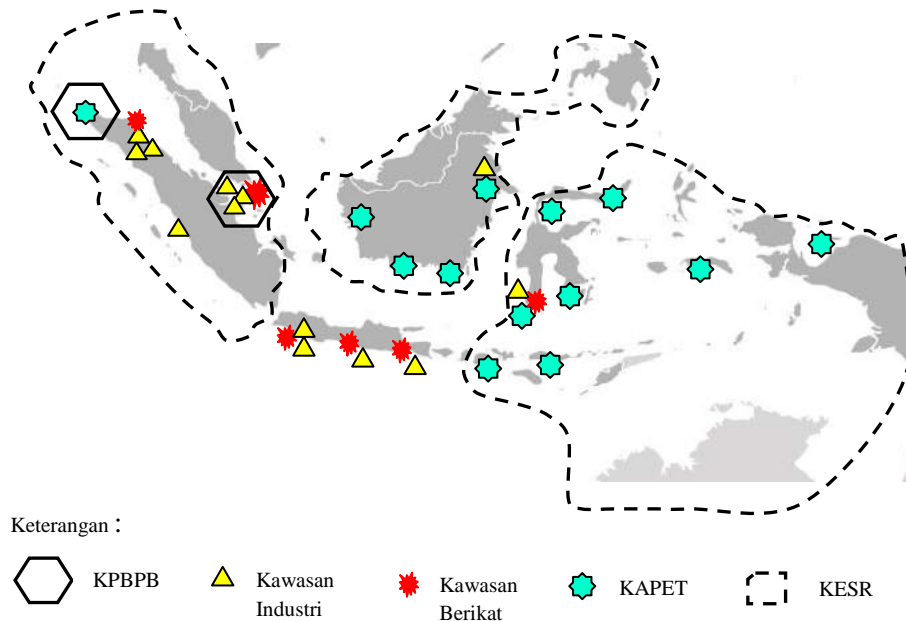 Keterangan :
KPBPB
Kawasan
Industri
Kawasan
Berikat
KAPET
KESR